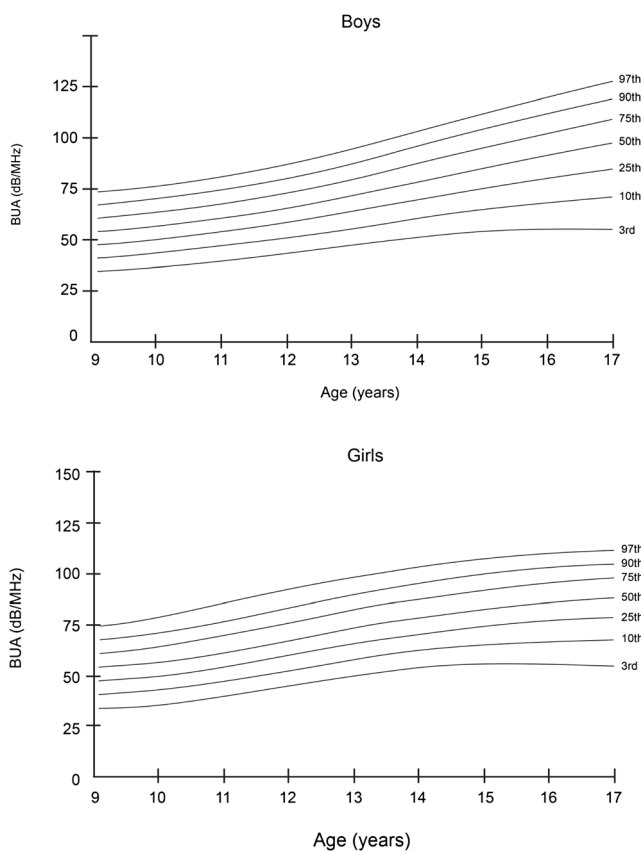 Boys
BUA (dB/MHz)
125
100
75
50
25
0
97th
90th
75th
50th
25th
10th
3rd
9 10 11 12 13 14 15 16 17
Age (years)
Girls
BUA (dB/MHz)
150
125
100
75
50
25
0
97th
90th
75th
50th
25th
10th
3rd
9 10 11 12 13 14 15 16 17
Age (years)